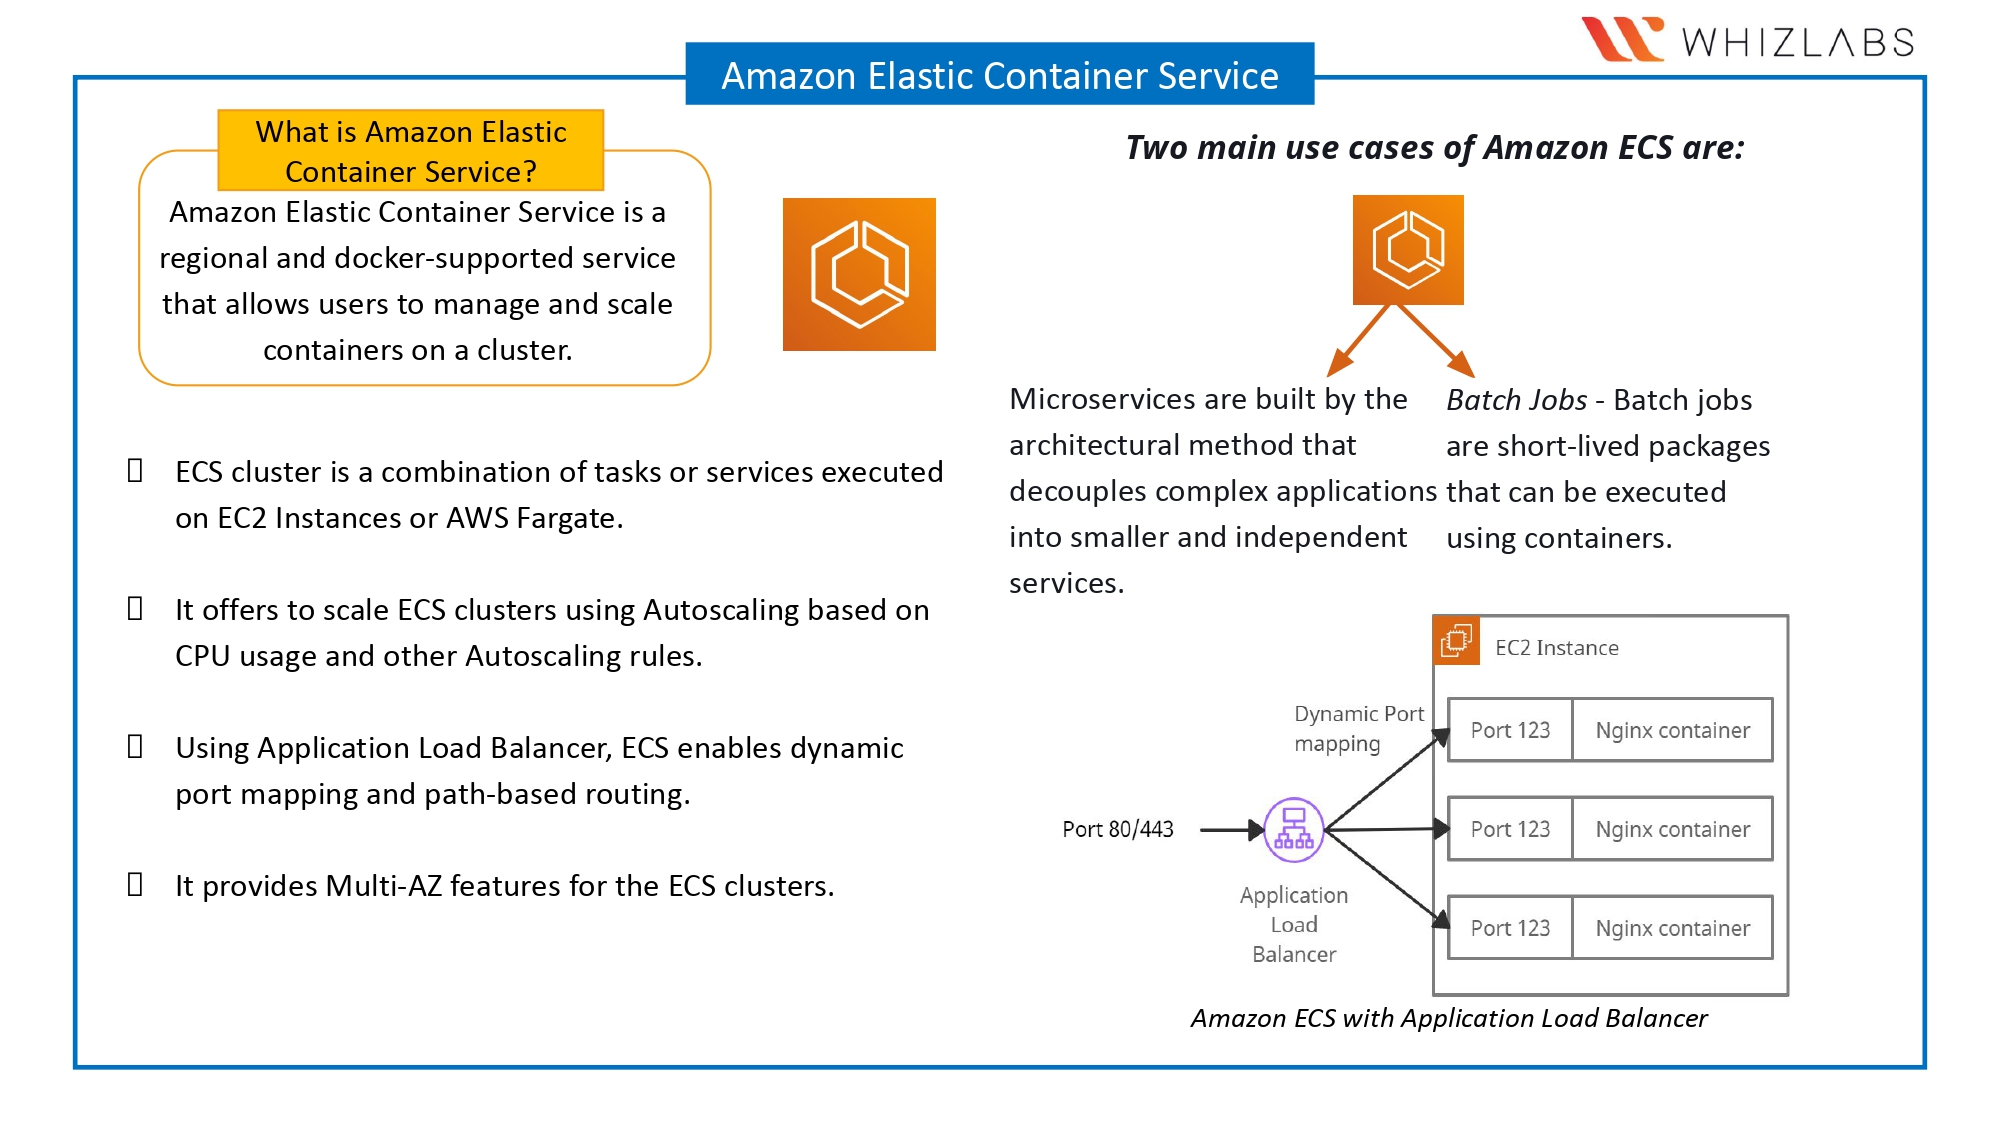 WHIZLABS
Amazon Elastic Container Service
What is Amazon Elastic
Container Service?
Amazon Elastic Container Service is a
regional and docker-supported service
that allows users to manage and scale
containers on a cluster.
ECS cluster is a combination of tasks or services executed
on EC2 Instances or AWS Fargate.
It offers to scale ECS clusters using Autoscaling based on
CPU usage and other Autoscaling rules.
Using Application Load Balancer, ECS enables dynamic
port mapping and path-based routing.
It provides Multi-AZ features for the ECS clusters.
Two main use cases of Amazon ECS are:
Microservices are built by the
architectural method that
decouples complex applications
into smaller and independent
services.
Batch Jobs - Batch jobs
are short-lived packages
that can be executed
using containers.
EC2 Instance
Dynamic Port
mapping
Port 123 Nginx container
Port 80/443
Port 123 Nginx container
Application
Load
Balancer
Port 123 Nginx container
Amazon ECS with Application Load Balancer